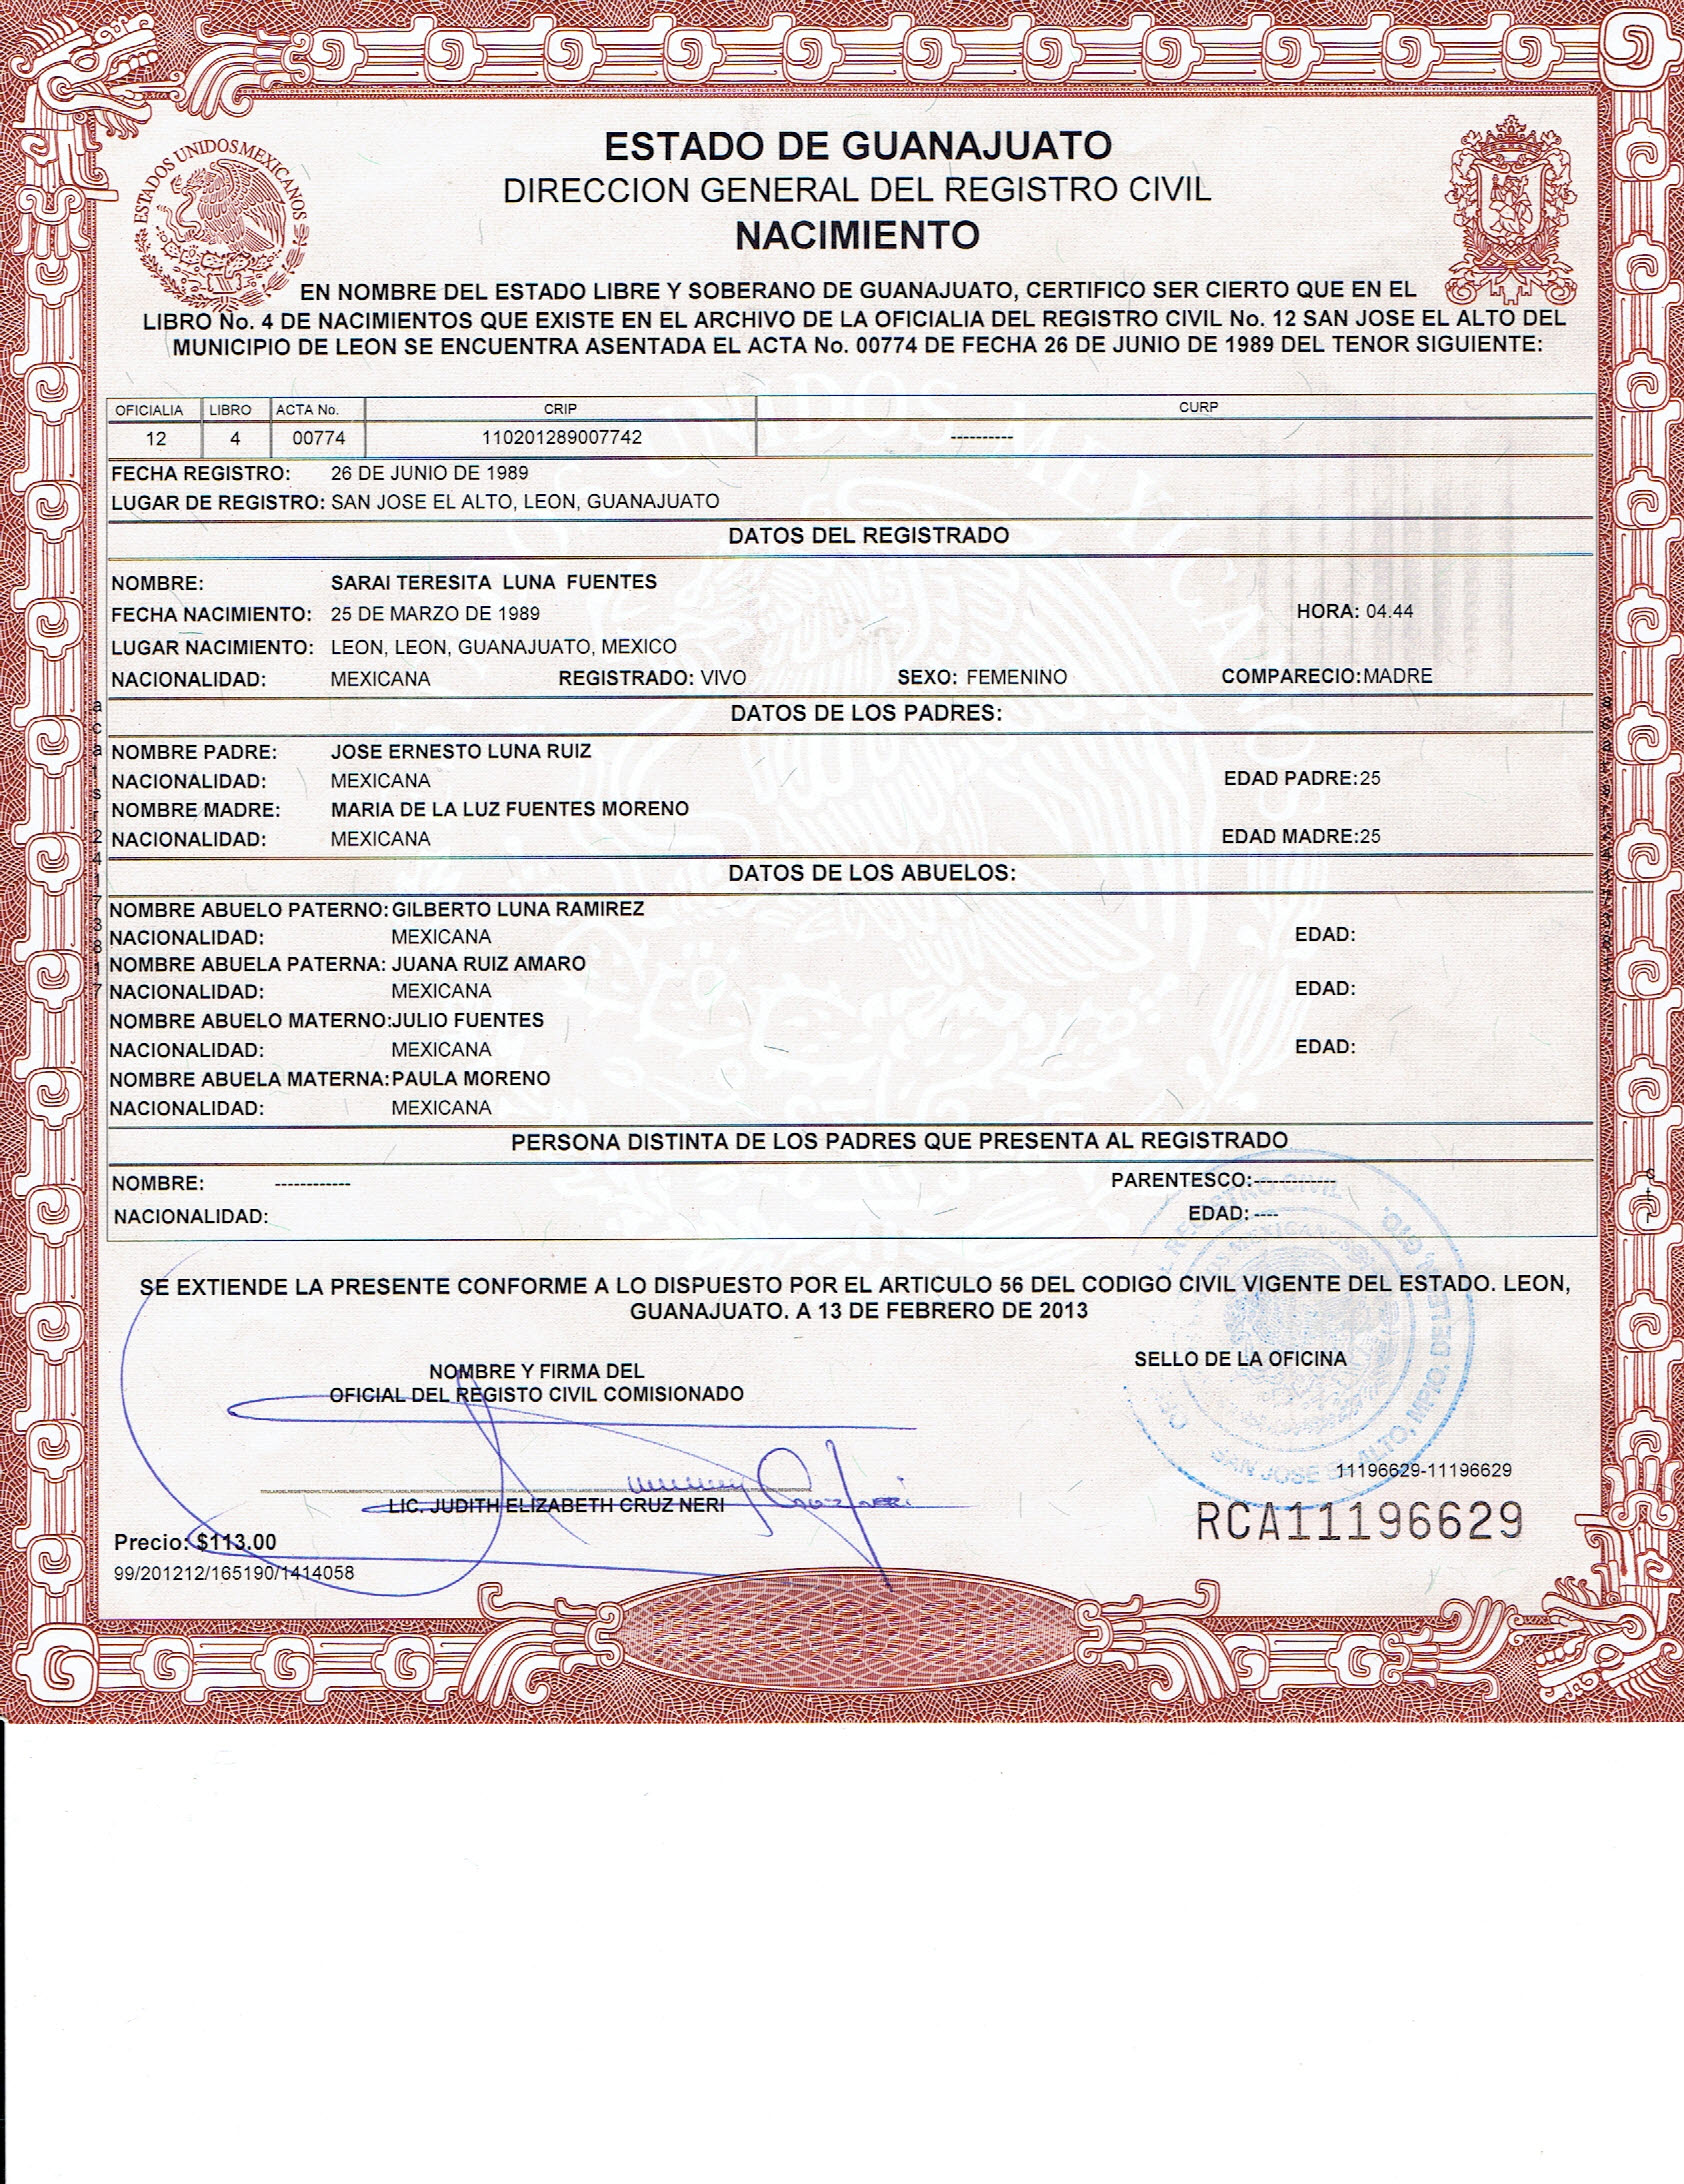 ESTADOS UNIDOS MEXICANOS
ESTADO DE GUANAJUATO
DIRECCION GENERAL DEL REGISTRO CIVIL
NACIMIENTO
EN NOMBRE DEL ESTADO LIBRE Y SOBERANO DE GUANAJUATO, CERTIFICO SER CIERTO QUE EN EL
LIBRO No. 4 DE NACIMIENTOS QUE EXISTE EN EL ARCHIVO DE LA OFICIALIA DEL REGISTRO CIVIL No. 12 SAN JOSE EL ALTO DEL
MUNICIPIO DE LEON SE ENCUENTRA ASENTADA EL ACTA No. 00774 DE FECHA 26 DE JUNIO DE 1989 DEL TENOR SIGUIENTE:
OFICIALIA LIBRO ACTA No. CRIP CURP
12 4 00774 110201289007742 ----------
FECHA REGISTRO: 26 DE JUNIO DE 1989
LUGAR DE REGISTRO: SAN JOSE EL ALTO, LEON, GUANAJUATO
DATOS DEL REGISTRADO
NOMBRE: SARAI TERESITA LUNA FUENTES
FECHA NACIMIENTO: 25 DE MARZO DE 1989 HORA: 04.44
LUGAR NACIMIENTO: LEON, LEON, GUANAJUATO, MEXICO
NACIONALIDAD: MEXICANA REGISTRADO: VIVO SEXO: FEMENINO COMPARECIO:MADRE
DATOS DE LOS PADRES:
NOMBRE PADRE: JOSE ERNESTO LUNA RUIZ
NACIONALIDAD: MEXICANA EDAD PADRE:25
NOMBRE MADRE: MARIA DE LA LUZ FUENTES MORENO
NACIONALIDAD: MEXICANA EDAD MADRE:25
DATOS DE LOS ABUELOS:
NOMBRE ABUELO PATERNO: GILBERTO LUNA RAMIREZ
NACIONALIDAD: MEXICANA EDAD:
NOMBRE ABUELA PATERNA: JUANA RUIZ AMARO
NACIONALIDAD: MEXICANA EDAD:
NOMBRE ABUELO MATERNO:JULIO FUENTES
NACIONALIDAD: MEXICANA EDAD:
NOMBRE ABUELA MATERNA:PAULA MORENO
NACIONALIDAD: MEXICANA
PERSONA DISTINTA DE LOS PADRES QUE PRESENTA AL REGISTRADO
NOMBRE: ------------ PARENTESCO:-------------
NACIONALIDAD: EDAD: ----
SE EXTIENDE LA PRESENTE CONFORME A LO DISPUESTO POR EL ARTICULO 56 DEL CODIGO CIVIL VIGENTE DEL ESTADO. LEON,
GUANAJUATO. A 13 DE FEBRERO DE 2013
NOMBRE Y FIRMA DEL
OFICIAL DEL REGISTO CIVIL COMISIONADO
SELLO DE LA OFICINA
REGISTRO CIVIL
SAN JOSE EL ALTO, MPIO. DE LEON, GTO.
11196629-11196629
LIC. JUDITH ELIZABETH CRUZ NERI
RCA11196629
Precio: $113.00
99/201212/165190/1414058